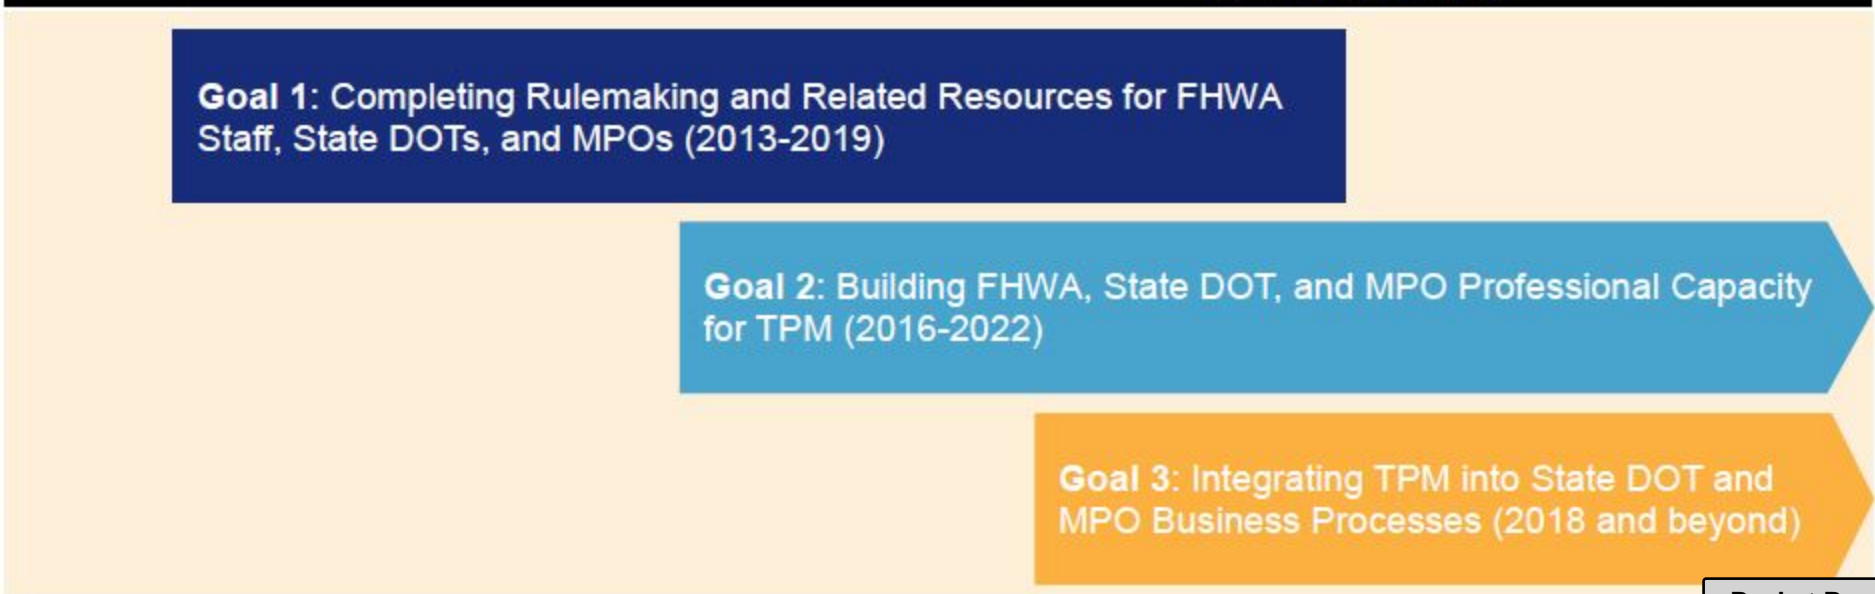 Goal 1: Completing Rulemaking and Related Resources for FHWA
Staff, State DOTs, and MPOs (2013-2019)
Goal 2: Building FHWA, State DOT, and MPO Professional Capacity
for TPM (2016-2022)
Goal 3: Integrating TPM into State DOT and
MPO Business Processes (2018 and beyond)